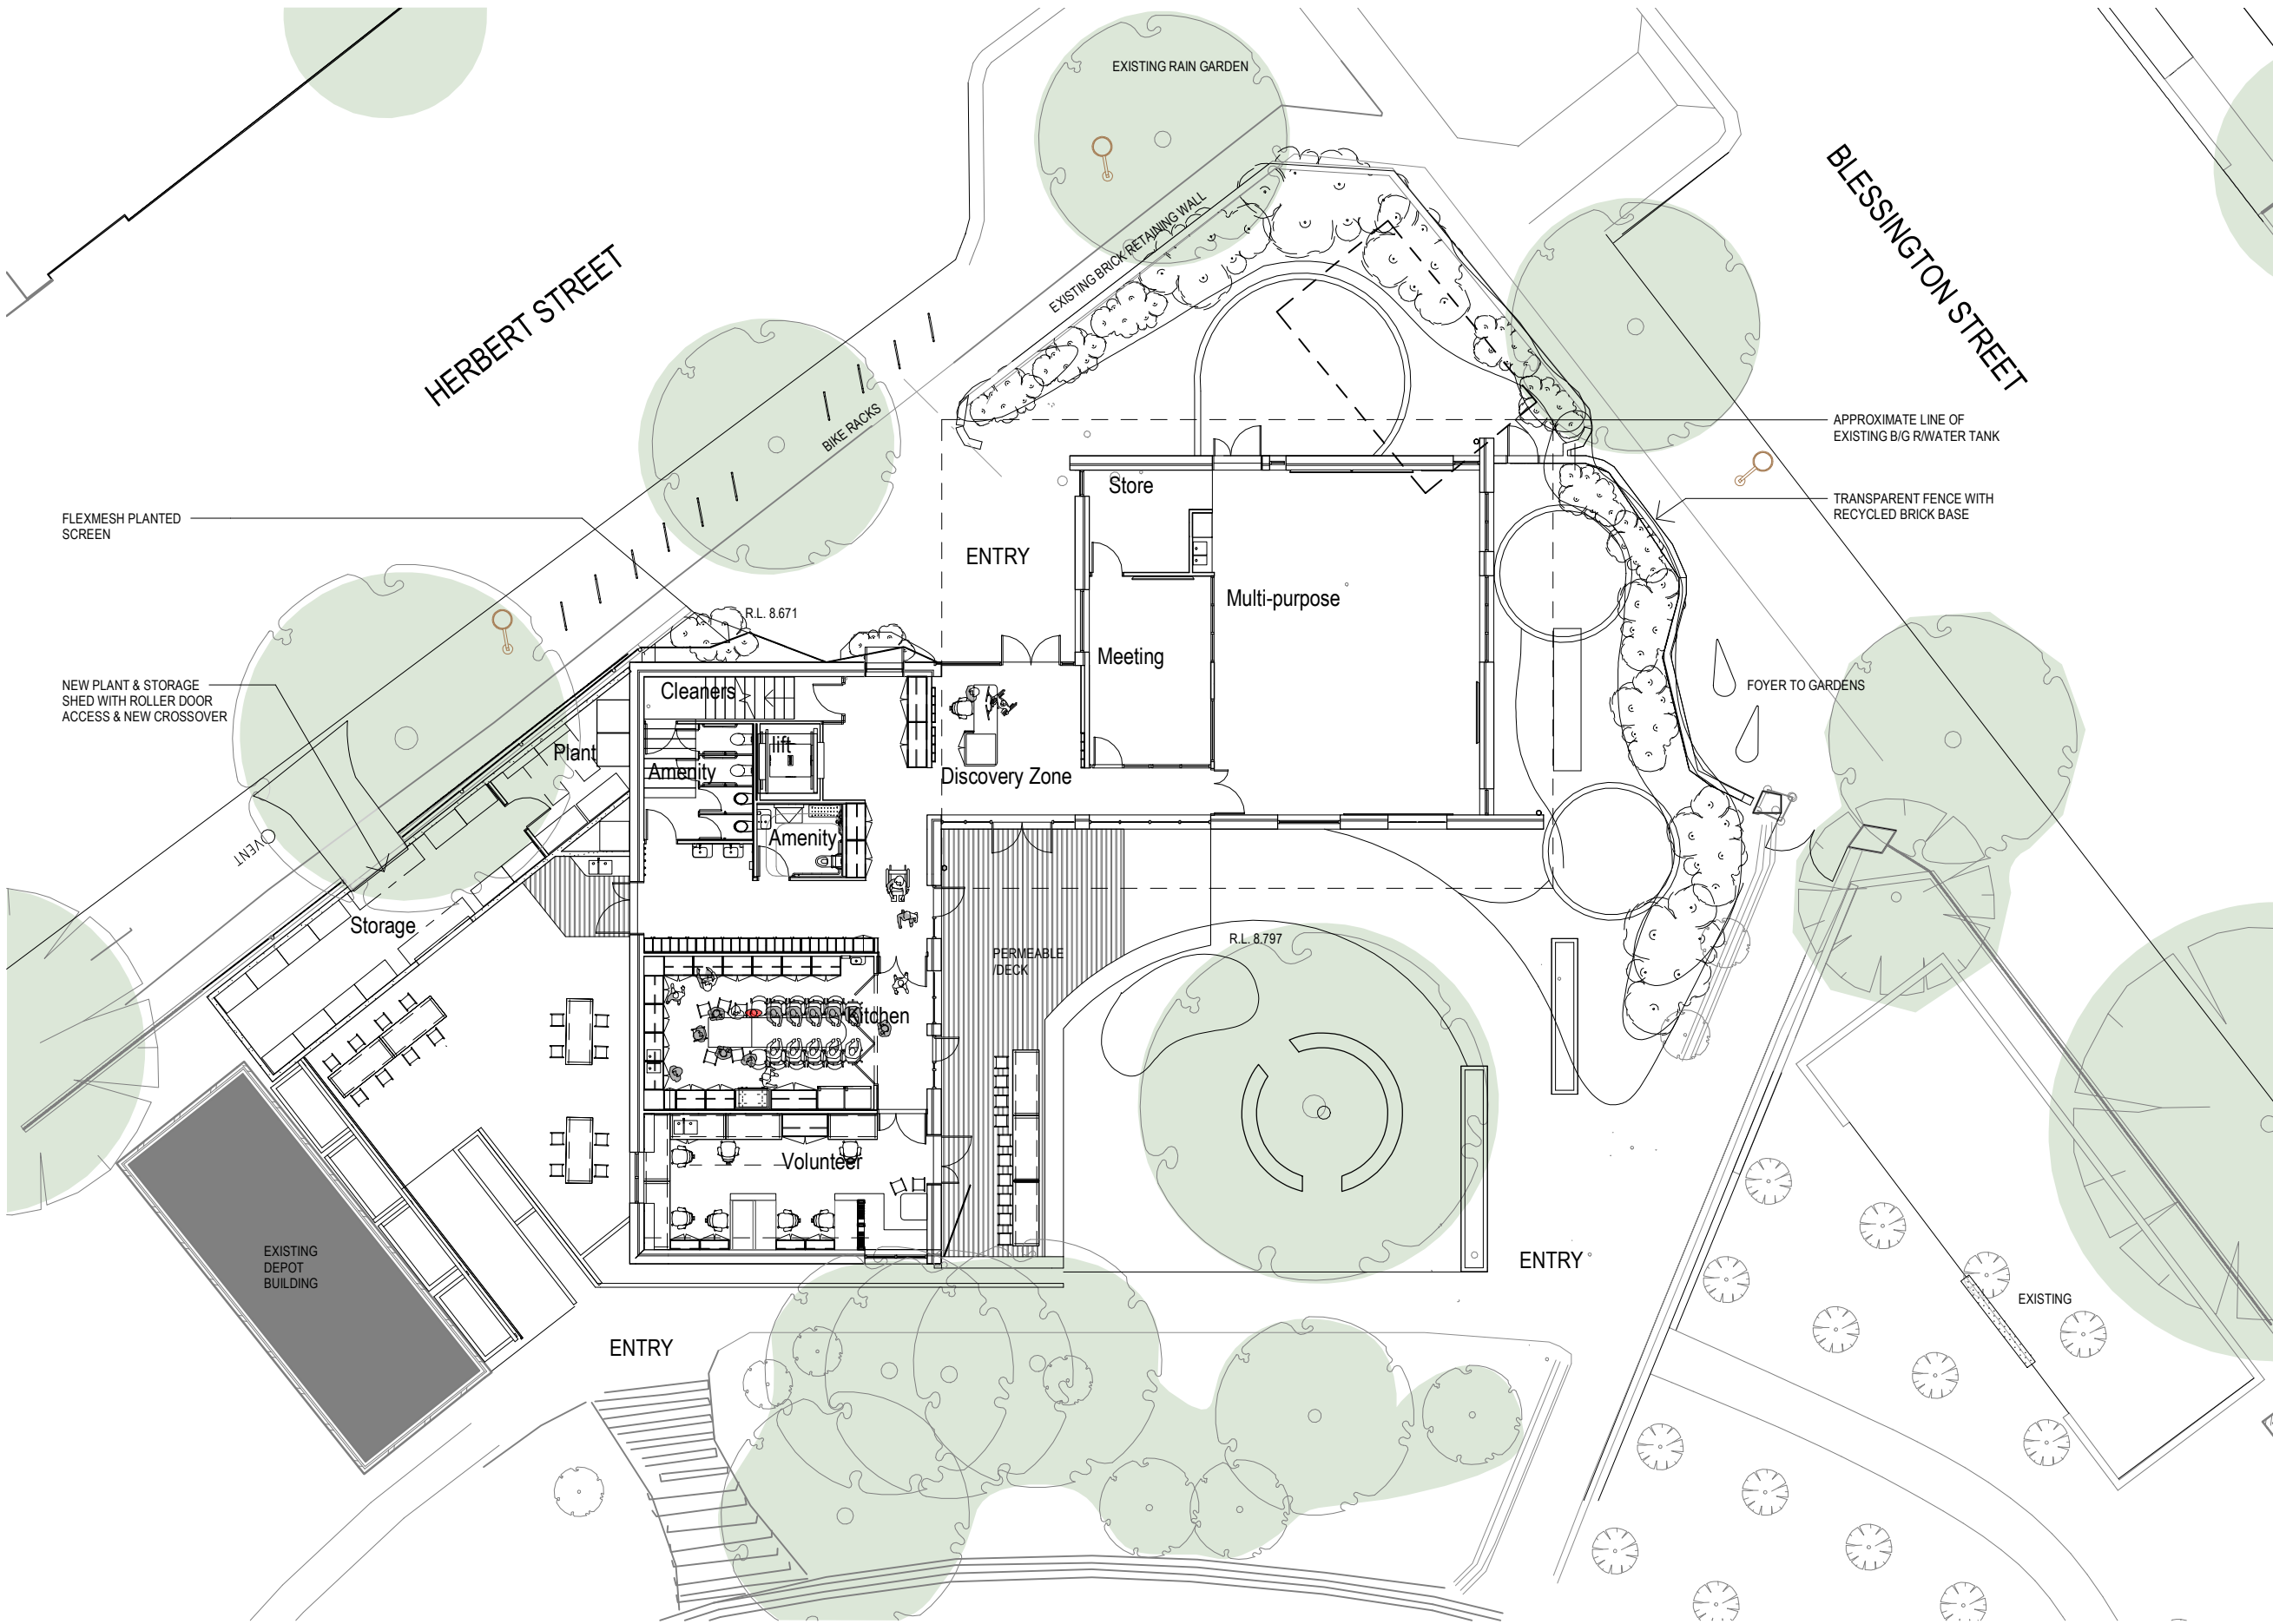 EXISTING RAIN GARDEN
BLESSINGTON STREET
EXISTING BRICK RETAINING WALL
HERBERT STREET
BIKE RACKS
APPROXIMATE LINE OF
EXISTING B/G R/WATER TANK
TRANSPARENT FENCE WITH
RECYCLED BRICK BASE
FLEXMESH PLANTED
SCREEN
Store
ENTRY
Multi-purpose
R.L. 8.671
Meeting
NEW PLANT & STORAGE
SHED WITH ROLLER DOOR
ACCESS & NEW CROSSOVER
Cleaners
FOYER TO GARDENS
lift
Plant
Amenity
Discovery Zone
Amenity
VENT
Storage
R.L. 8.797
PERMEABLE
/DECK
Kitchen
Volunteer
EXISTING
DEPOT
BUILDING
ENTRY
EXISTING
ENTRY